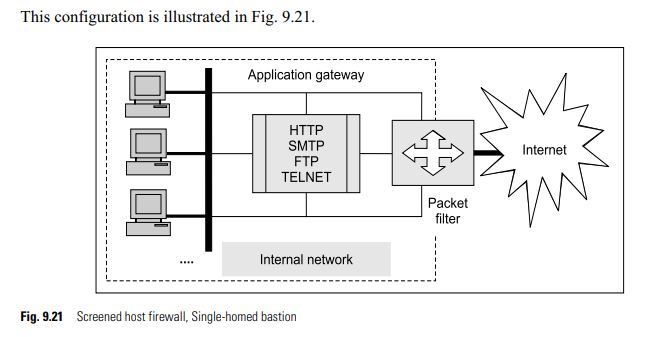 This configuration is illustrated in Fig. 9.21.
Application gateway
HTTP
SMTP
FTP
TELNET
Internet
Packet
filter
....
Internal network
Fig. 9.21 Screened host firewall, Single-homed bastion